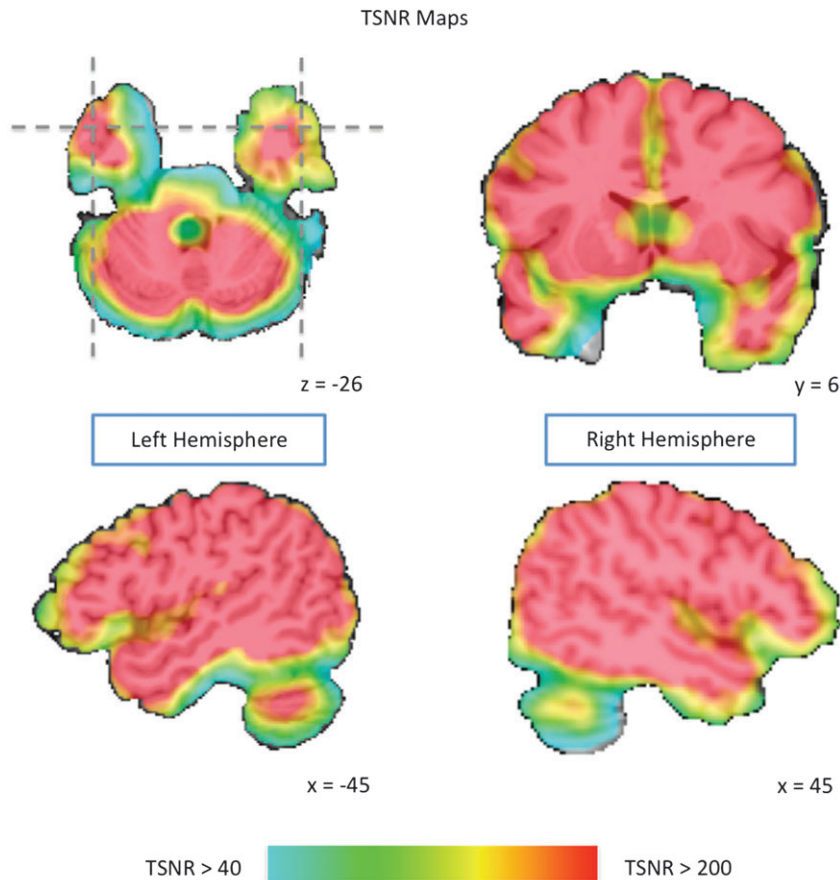 TSNR Maps
z = -26
y = 6
Left Hemisphere
Right Hemisphere
x = -45
x = 45
TSNR > 40
TSNR > 200